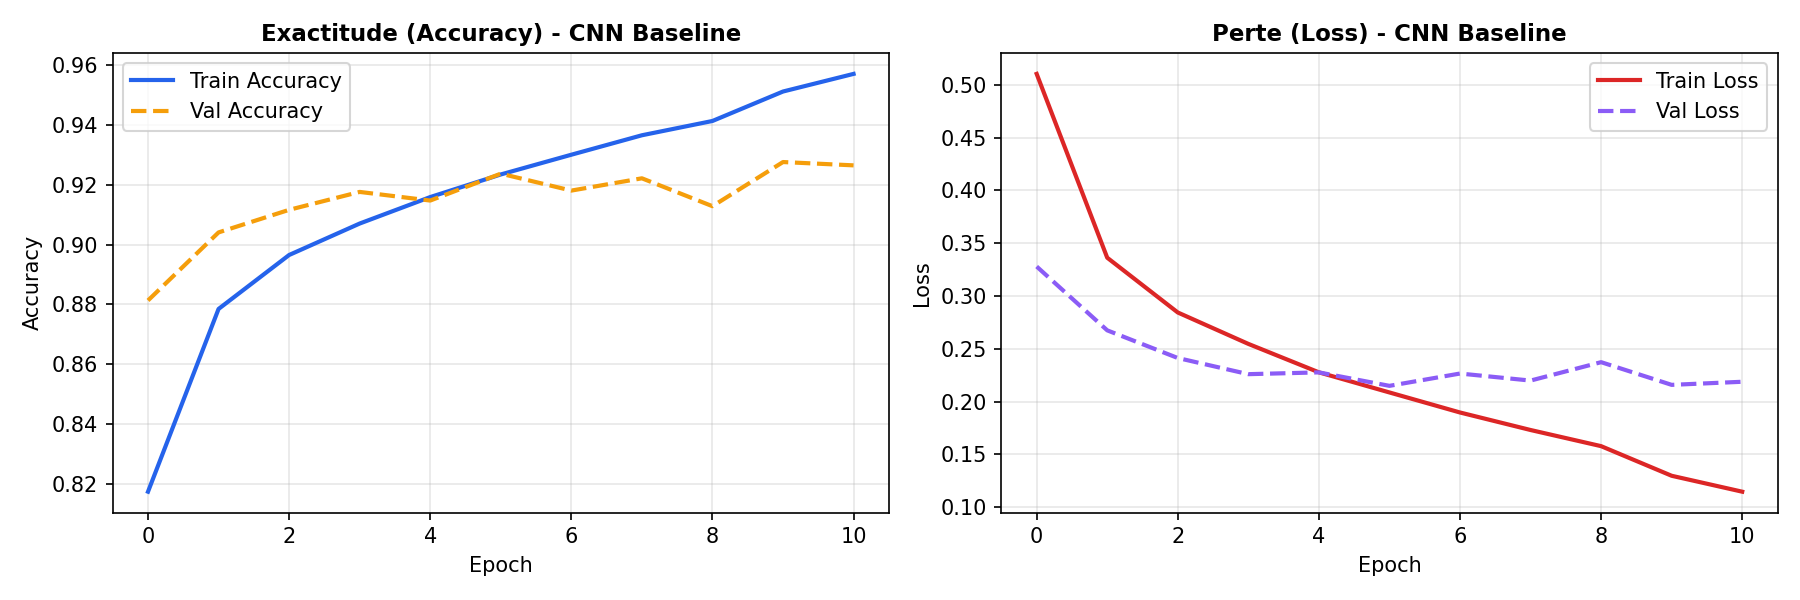 Exactitude (Accuracy) - CNN Baseline
Train Accuracy
Val Accuracy
0.96
0.94
0.92
0.90
0.88
0.86
0.84
0.82
Accuracy
0
2
4
6
8
10
Epoch
Perte (Loss) - CNN Baseline
Train Loss
Val Loss
0.50
0.45
0.40
0.35
0.30
0.25
0.20
0.15
0.10
Loss
0
2
4
6
8
10
Epoch